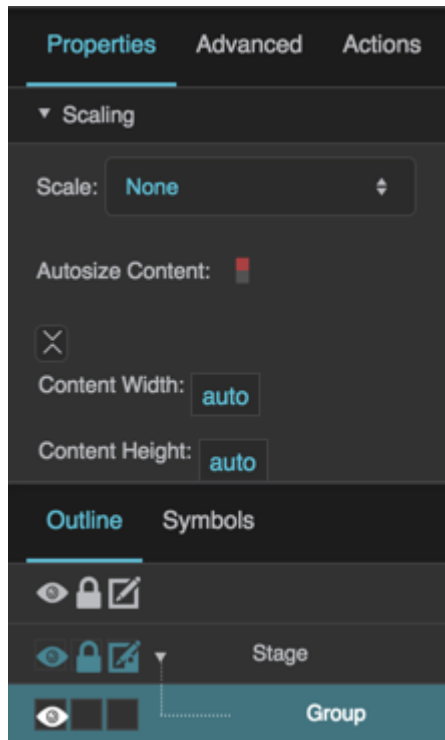 Properties Advanced Actions
Scaling
Scale: None
Autosize Content:
Content Width: auto
Content Height: auto
Outline Symbols
Stage
Group